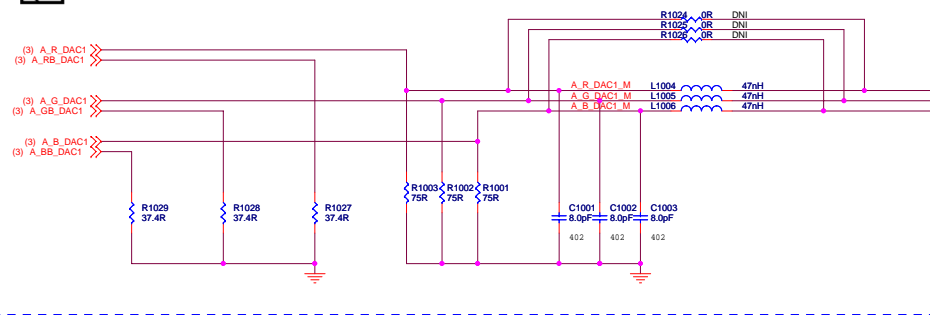 R1024 0R DNI
R1025 0R DNI
R1026 0R DNI
(3) A_R_DAC1
(3) A_RB_DAC1
A_R_DAC1_M L1004 47nH
(3) A_G_DAC1 A_G_DAC1_M L1005 47nH
(3) A_GB_DAC1 A_B_DAC1_M L1006 47nH
(3) A_B_DAC1
(3) A_BB_DAC1
R1003 R1002 R1001
75R 75R 75R
R1029 R1028 R1027 C1001 C1002 C1003
37.4R 37.4R 37.4R 8.0pF 8.0pF 8.0pF
402 402 402